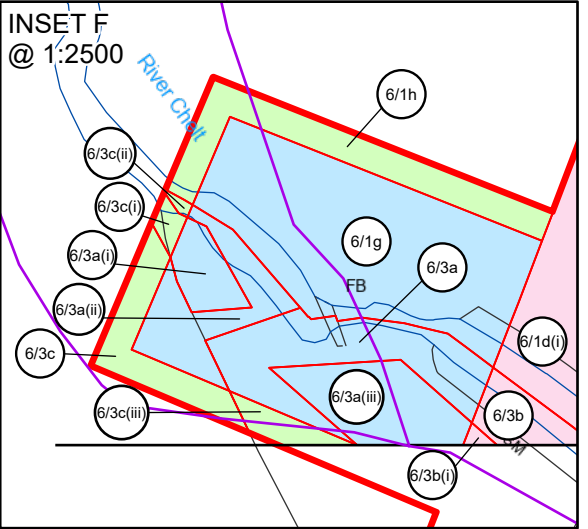 INSET F
@ 1:2500
River Chelt
6/1h
6/3c(ii)
6/3c(i)
6/1g
6/3a(i)
6/3a
FB
6/3a(ii)
6/1d(i)
6/3c
6/3a(iii)
6/3c(iii)
6/3b
6/3b(i)